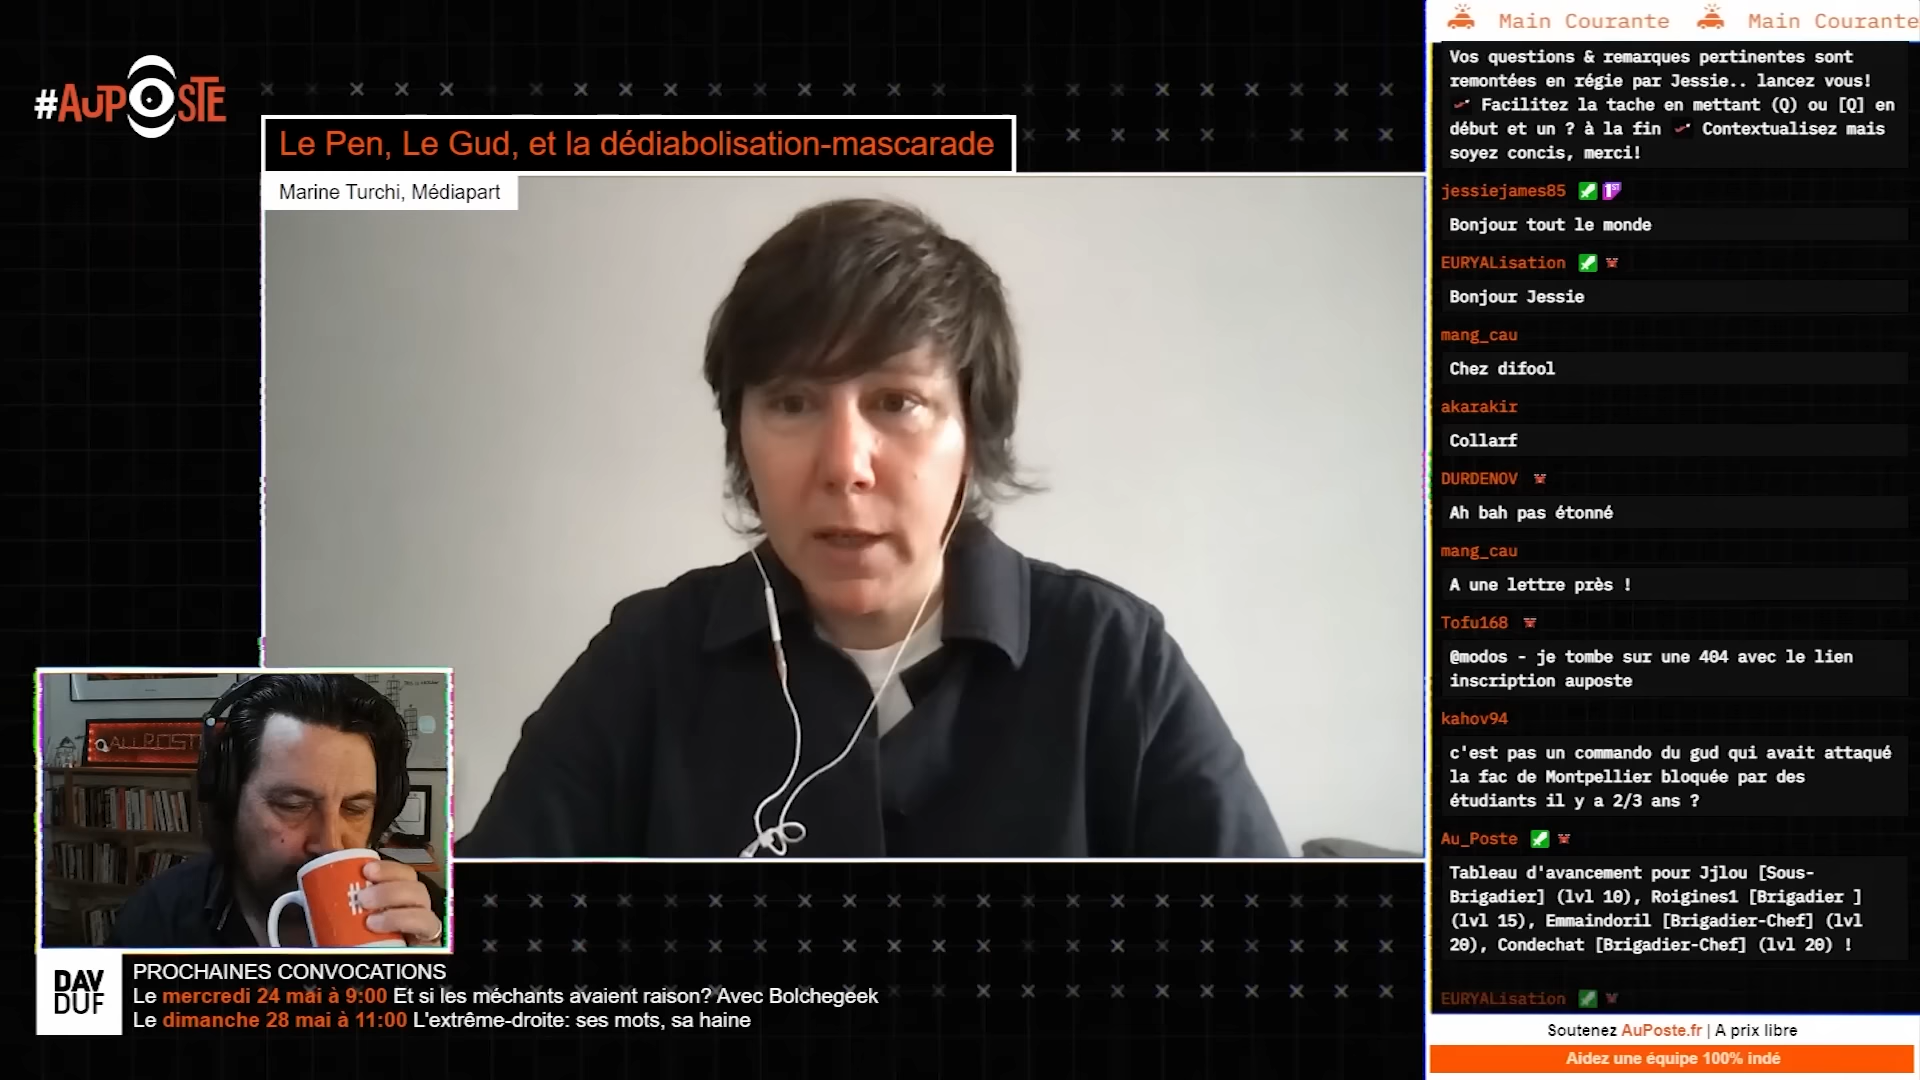 #AUPOSTE
Le Pen, Le Gud, et la dédiabolisation-mascarade
Marine Turchi, Médiapart
DAV
DUF
PROCHAINES CONVOCATIONS
Le mercredi 24 mai à 9:00 Et si les méchants avaient raison? Avec Bolchegeek
Le dimanche 28 mai à 11:00 L'extrême-droite: ses mots, sa haine
Main Courante Main Courante
Vos questions & remarques pertinentes sont
remontées en régie par Jessie.. lancez vous!
Facilitez la tache en mettant (Q) ou [Q] en
début et un ? à la fin Contextualisez mais
soyez concis, merci!
jessiejames85
Bonjour tout le monde
EURYALisation
Bonjour Jessie
mang_cau
Chez difool
akarakir
Collarf
DURDENOV
Ah bah pas étonné
mang_cau
A une lettre près !
Tofu168
@modos - je tombe sur une 404 avec le lien
inscription auposte
kahov94
c'est pas un commando du gud qui avait attaqué
la fac de Montpellier bloquée par des
étudiants il y a 2/3 ans ?
Au_Poste
Tableau d'avancement pour Jjlou [Sous-
Brigadier] (lvl 10), Roigines1 [Brigadier ]
(lvl 15), Emmaindoril [Brigadier-Chef] (lvl
20), Condechat [Brigadier-Chef] (lvl 20) !
EURYALisation
Soutenez AuPoste.fr | A prix libre
Aidez une équipe 100% indé